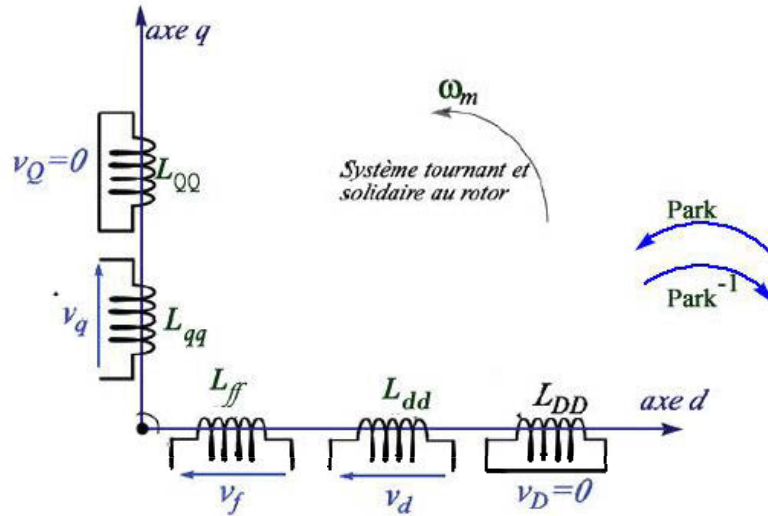 axe q
ωm
vQ=0
LQQ
Système tournant et
solidaire au rotor
Park
Park-1
vq
Lqq
Lff
Ldd
LDD
axe d
vf
vd
vD=0